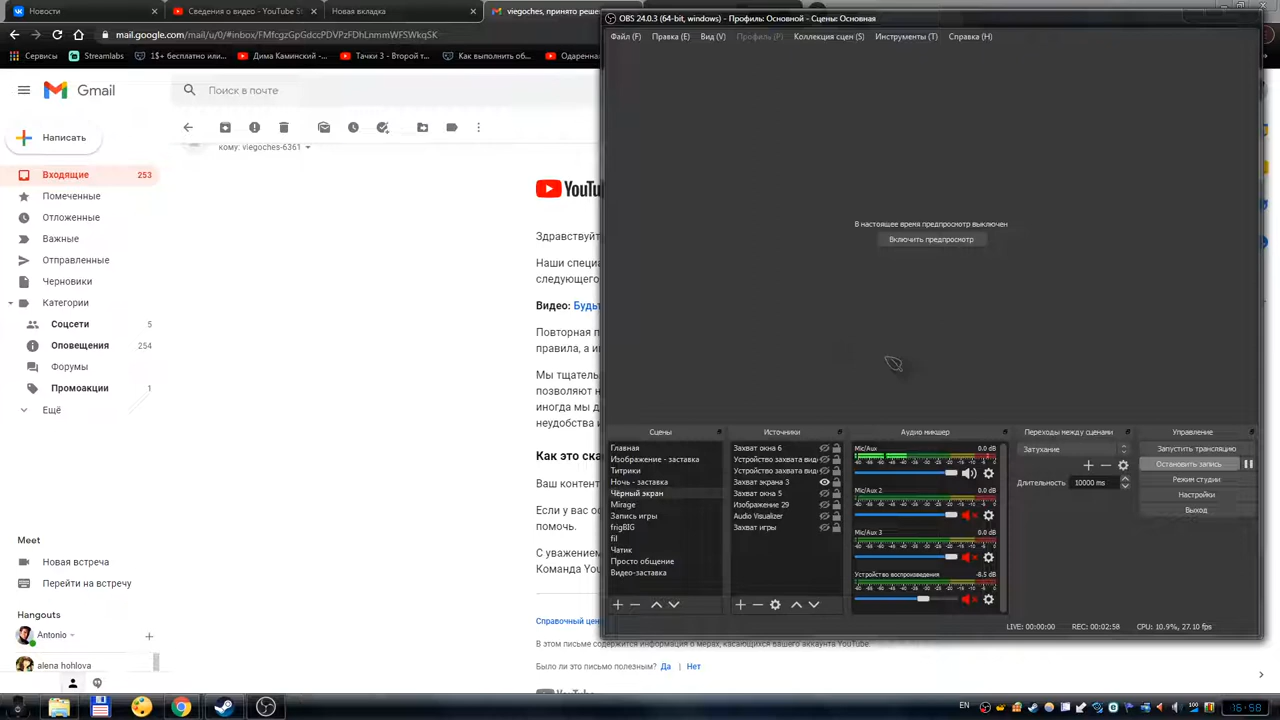 Новости
Сведения о видео - YouTube S
Новая вкладка
viegoches, принято реше
mail.google.com/mail/u/0/#inbox/FMfcgzGpGdccPDVPzFDhLnmmWFSWkqSK
Сервисы
Streamlabs
1$+ бесплатно или...
Дима Каминский -...
Тачки 3 - Второй т...
Как выполнить об...
Одаренная
Gmail
Поиск в почте
Написать
кому: viegoches-6361
Входящие 253
Помеченные
Отложенные
Важные
Отправленные
Черновики
Категории
Соцсети 5
Оповещения 254
Форумы
Промоакции 1
Ещё
Meet
Новая встреча
Перейти на встречу
Hangouts
Antonio
alena hohlova
YouTu
Здравствуйт
Наши специа
следующего
Видео: Будьт
Повторная п
правила, а и
Мы тщатель
позволяют н
иногда мы д
неудобства и
Как это ска
Ваш контент
Если у вас о
помочь.
С уважением
Команда You
Справочный цен
В этом письме содержится информация о мерах, касающихся вашего аккаунта YouTube.
Было ли это письмо полезным? Да | Нет
OBS 24.0.3 (64-bit, windows) - Профиль: Основной - Сцены: Основная
Файл (F) Правка (E) Вид (V) Профиль (P) Коллекция сцен (S) Инструменты (T) Справка (H)
В настоящее время предпросмотр выключен
Включить предпросмотр
Сцены
Главная
Изображение - заставка
Титрики
Ночь - заставка
Чёрный экран
Mirage
Запись игры
frigBIG
fil
Чатик
Просто общение
Видео-заставка
Источники
Захват окна 6
Устройство захвата вид
Устройство захвата вид
Захват экрана 3
Захват окна 5
Изображение 29
Audio Visualizer
Захват игры
Аудио микшер
Mic/Aux 0.0 dB
Mic/Aux 2 0.0 dB
Mic/Aux 3 0.0 dB
Устройство воспроизведения -6.5 dB
Переходы между сценами
Затухание
Длительность 10000 ms
Управление
Запустить трансляцию
Остановить запись
Режим студии
Настройки
Выход
LIVE: 00:00:00 REC: 00:02:58 CPU: 10.9%, 27.10 fps
EN
100
16:58